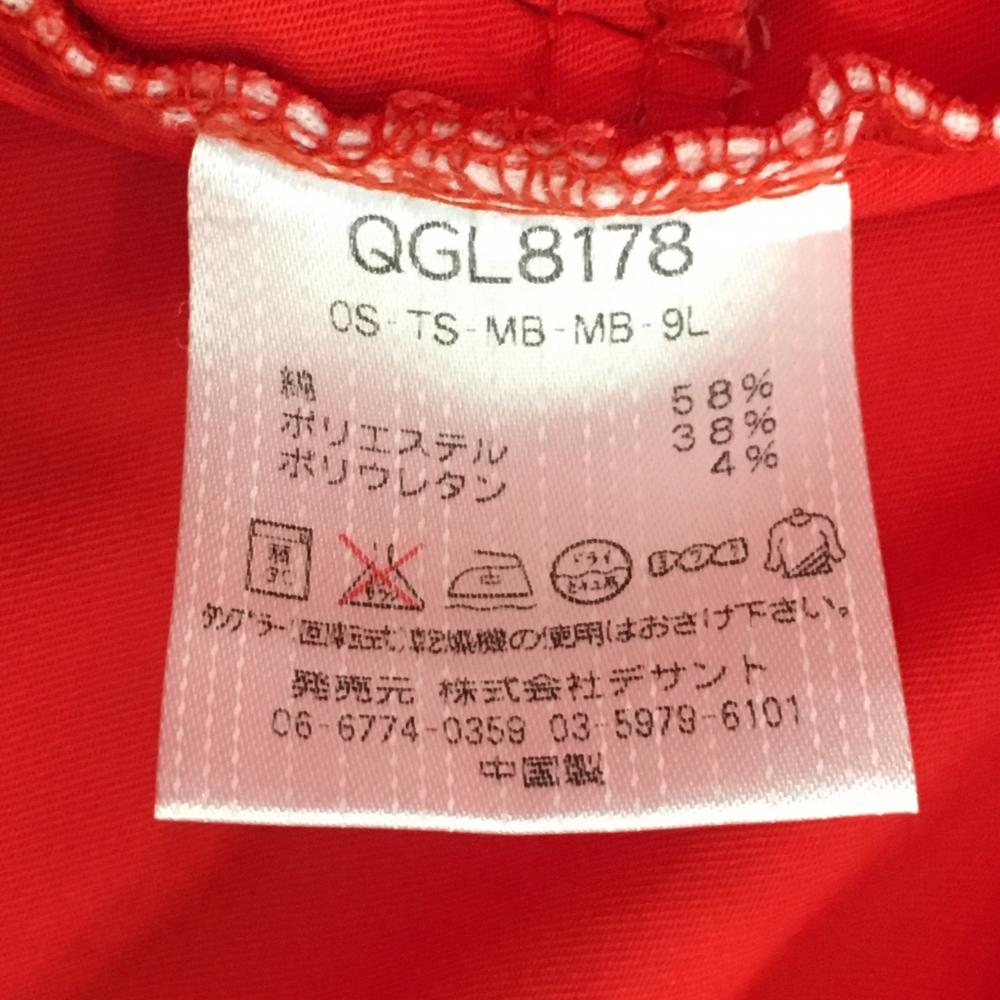 QGL8178
OS-TS-MB-MB-9L
綿 58%
ポリエステル 38%
ポリウレタン 4%
ドライ
タンブラー(回転式)乾燥機の使用はおさけ下さい。
発売元 株式会社デサント
06-6774-0359 03-5979-6101
中国製